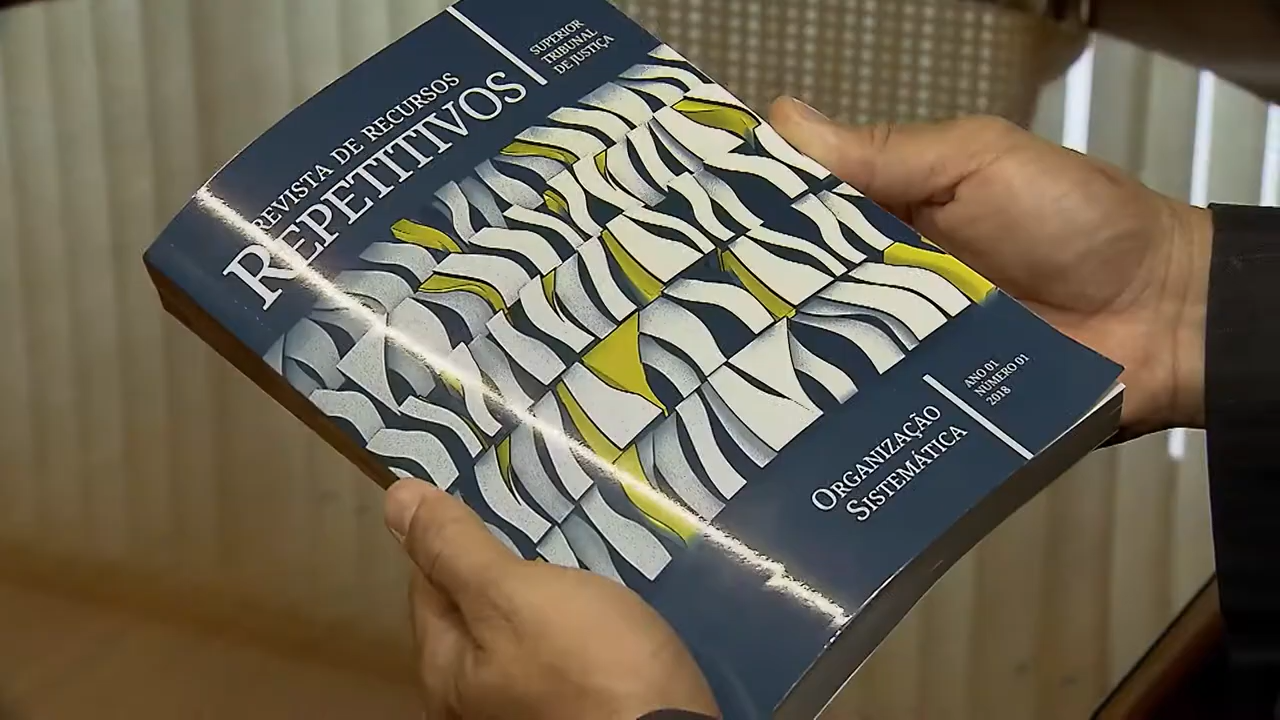 REVISTA DE RECURSOS
REPETITIVOS
SUPERIOR
TRIBUNAL
DE JUSTIÇA
ORGANIZAÇÃO
SISTEMÁTICA
ANO 01
NÚMERO 01
2018